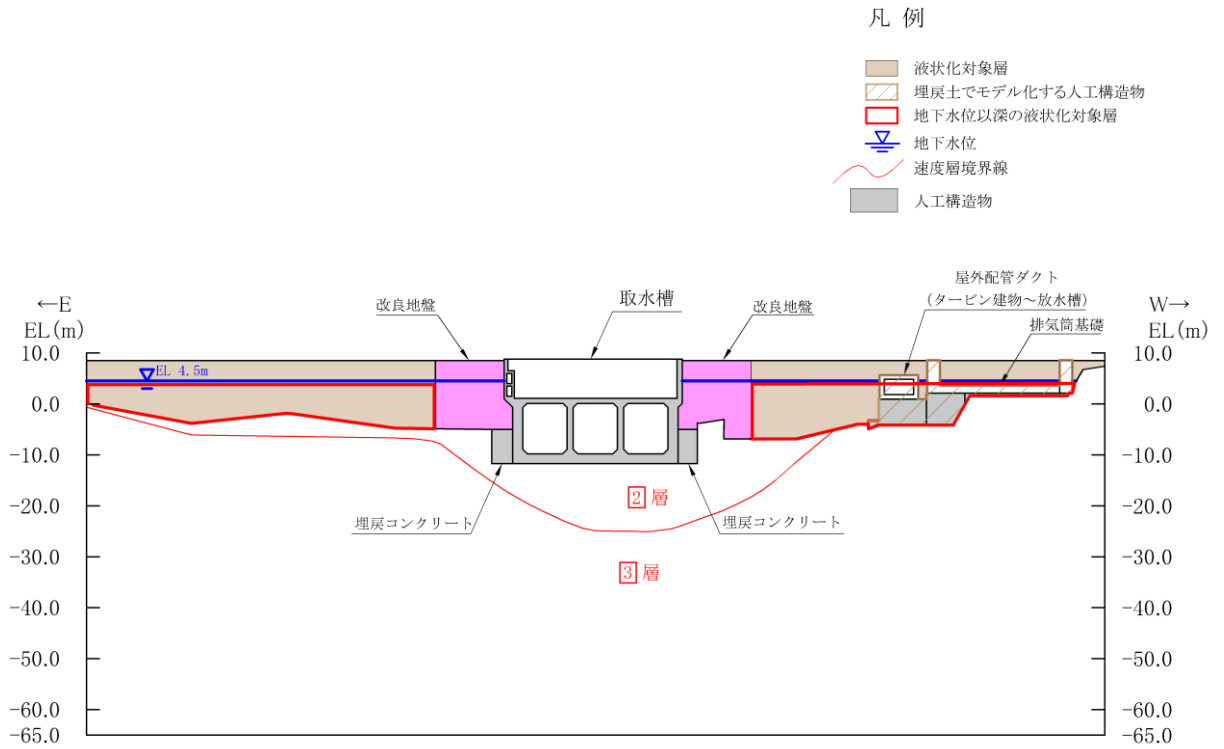 凡 例
液状化対象層
埋戻土でモデル化する人工構造物
地下水位以深の液状化対象層
地下水位
速度層境界線
人工構造物
屋外配管ダクト
(タービン建物～放水槽)
←E
EL(m)
改良地盤
取水槽
改良地盤
排気筒基礎
W→
EL(m)
10.0
10.0
EL 4.5m
0.0
0.0
-10.0
-10.0
2 層
-20.0
-20.0
埋戻コンクリート
埋戻コンクリート
-30.0
-30.0
3 層
-40.0
-40.0
-50.0
-50.0
-60.0
-60.0
-65.0
-65.0